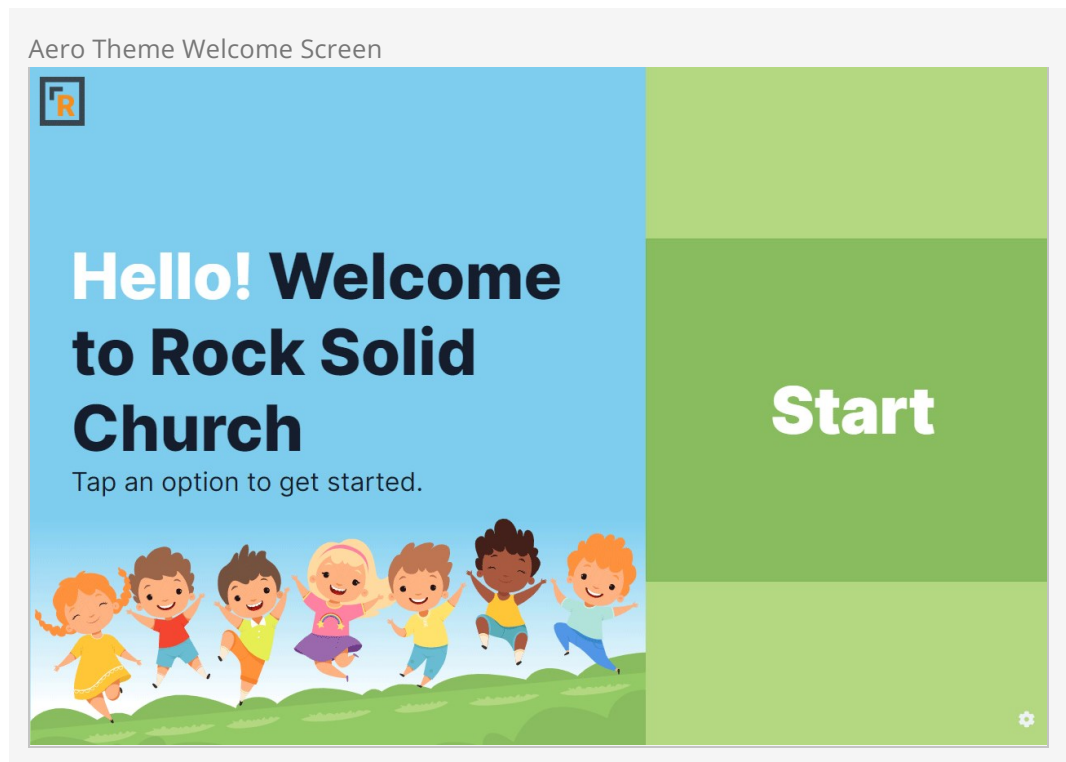 Aero Theme Welcome Screen
R
Hello! Welcome
to Rock Solid
Church
Tap an option to get started.
Start